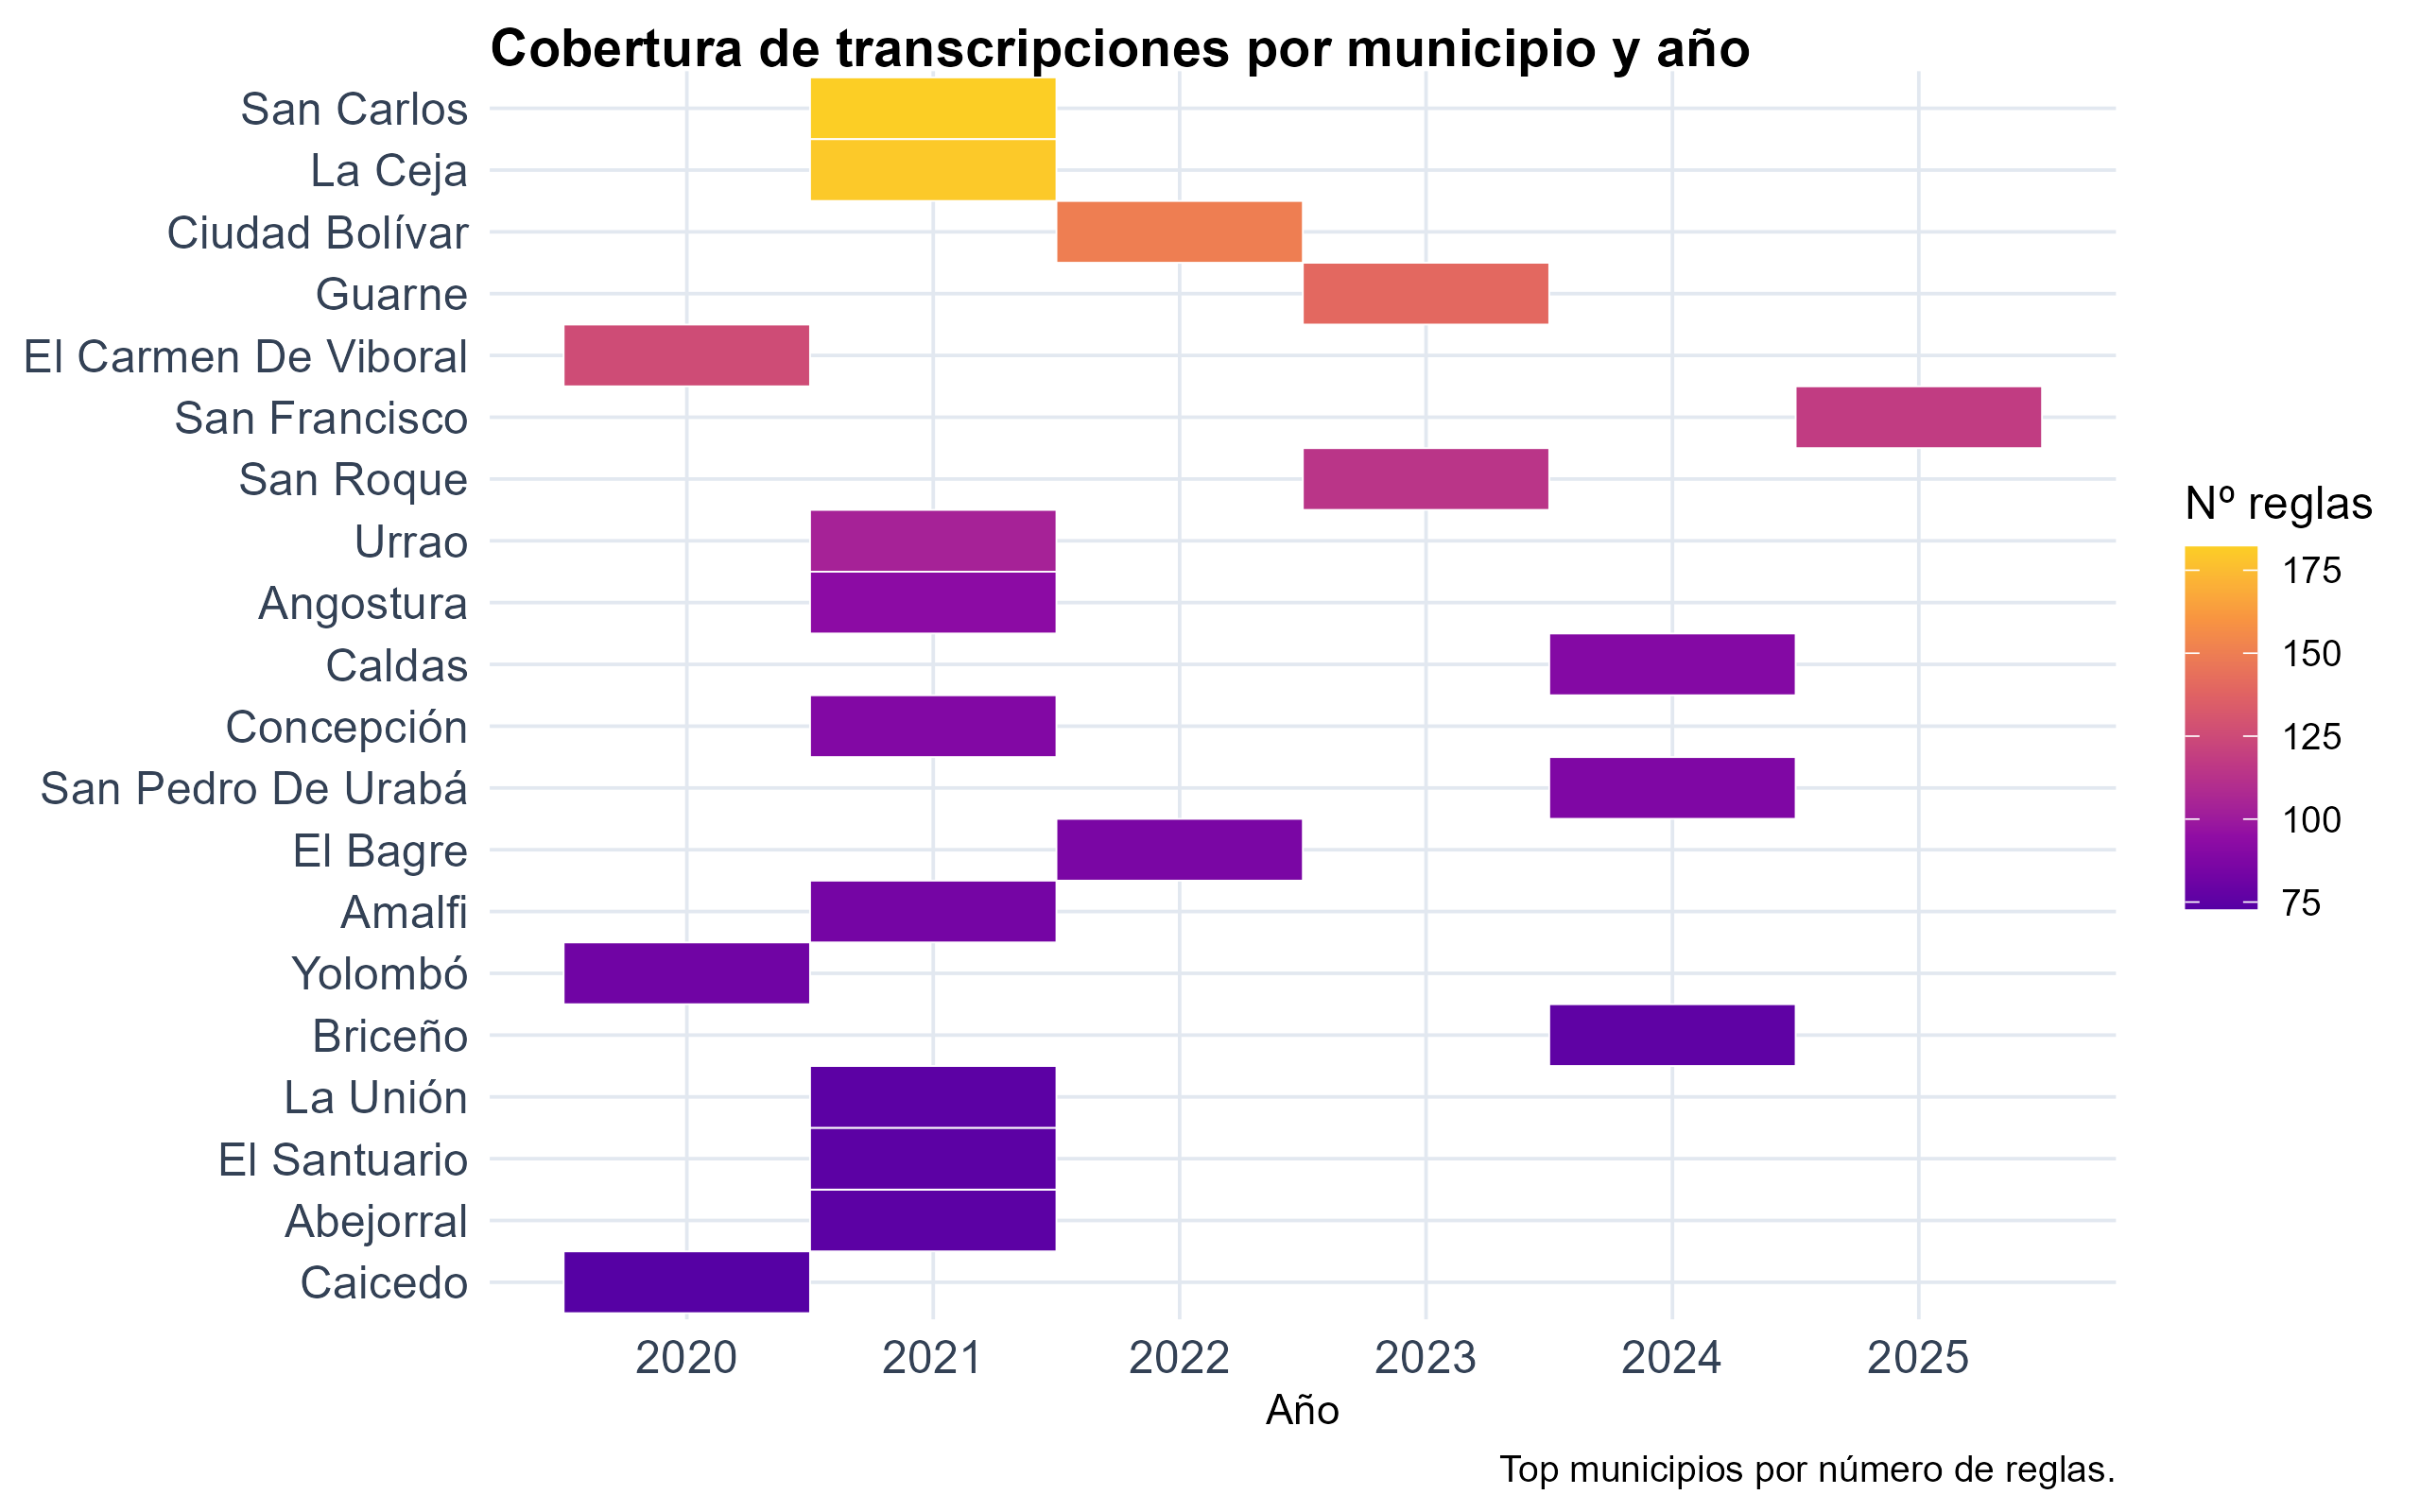 Cobertura de transcripciones por municipio y año
San Carlos
La Ceja
Ciudad Bolívar
Guarne
El Carmen De Viboral
San Francisco
San Roque
Urrao
Angostura
Caldas
Concepción
San Pedro De Urabá
El Bagre
Amalfi
Yolombó
Briceño
La Unión
El Santuario
Abejorral
Caicedo
2020 2021 2022 2023 2024 2025
Año
Nº reglas
175
150
125
100
75
Top municipios por número de reglas.